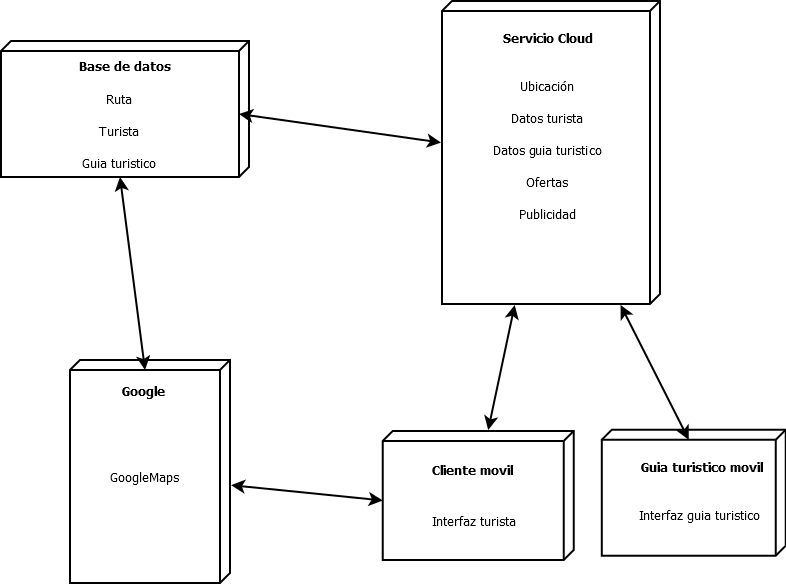 Base de datos
Ruta
Turista
Guia turistico
Servicio Cloud
Ubicación
Datos turista
Datos guia turistico
Ofertas
Publicidad
Google
GoogleMaps
Cliente movil
Interfaz turista
Guia turistico movil
Interfaz guia turistico